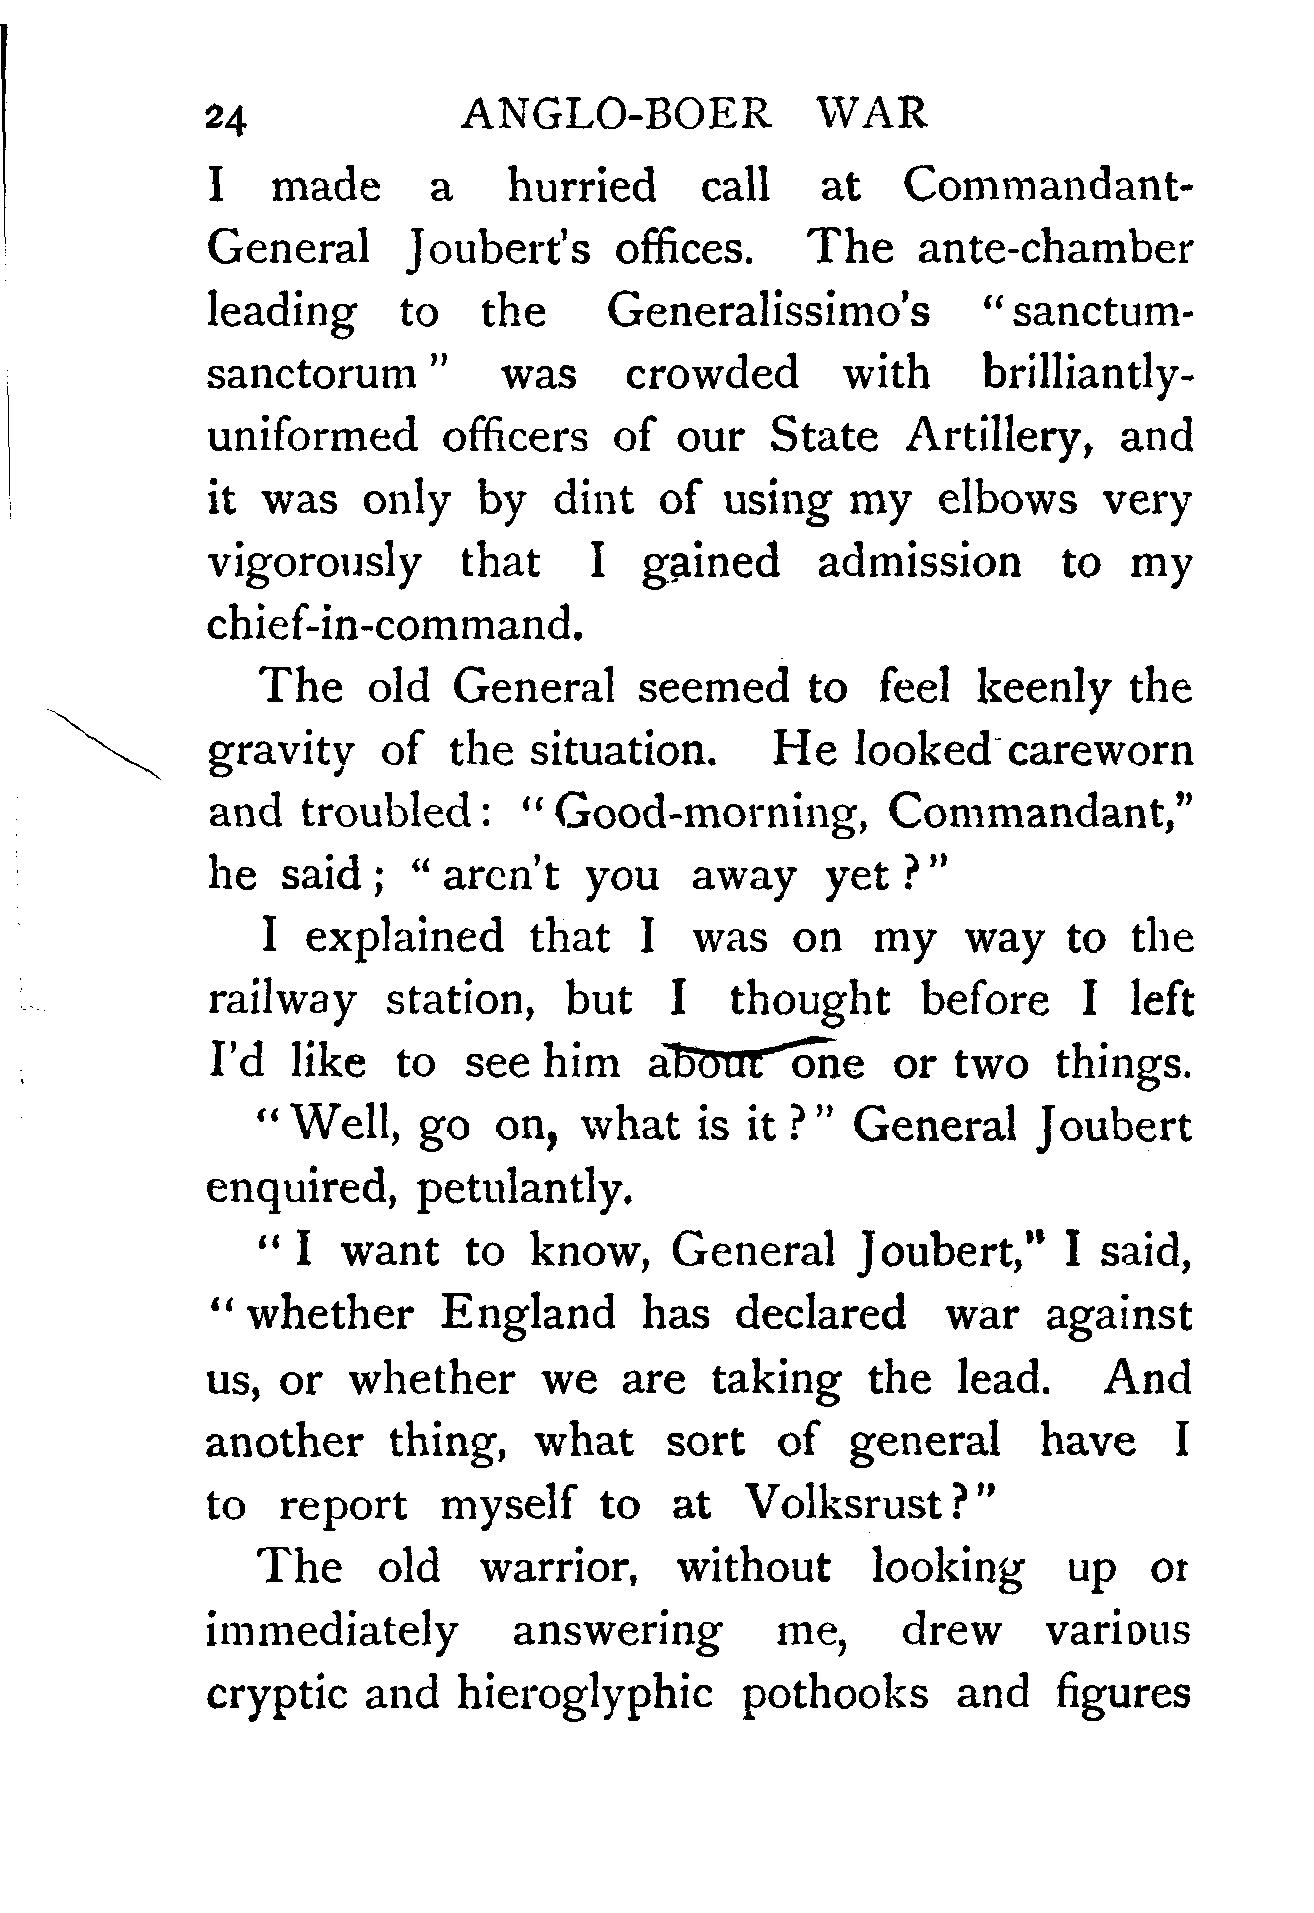 24 ANGLO-BOER WAR
I made a hurried call at Commandant-
General Joubert's offices. The ante-chamber
leading to the Generalissimo's "sanctum-
sanctorum" was crowded with brilliantly-
uniformed officers of our State Artillery, and
it was only by dint of using my elbows very
vigorously that I gained admission to my
chief-in-command.
The old General seemed to feel keenly the
gravity of the situation. He looked careworn
and troubled: "Good-morning, Commandant,"
he said; "aren't you away yet?"
I explained that I was on my way to the
railway station, but I thought before I left
I'd like to see him about one or two things.
"Well, go on, what is it?" General Joubert
enquired, petulantly.
"I want to know, General Joubert," I said,
"whether England has declared war against
us, or whether we are taking the lead. And
another thing, what sort of general have I
to report myself to at Volksrust?"
The old warrior, without looking up or
immediately answering me, drew various
cryptic and hieroglyphic pothooks and figures